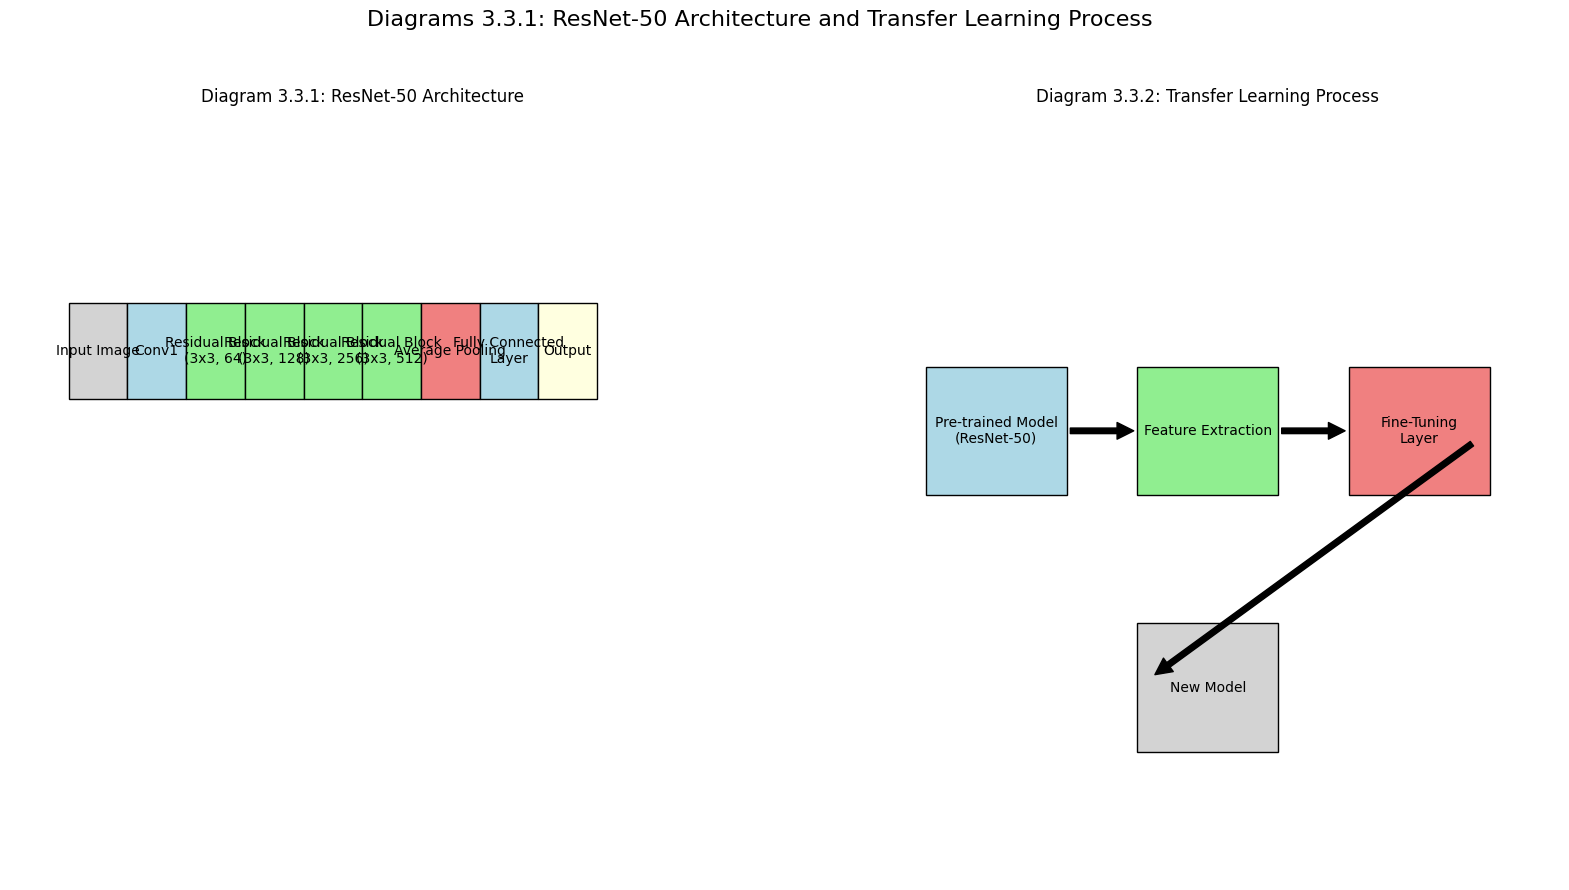 Diagrams 3.3.1: ResNet-50 Architecture and Transfer Learning Process
Diagram 3.3.1: ResNet-50 Architecture
Input Image
Conv1
Residual Block
(3x3, 64)
Residual Block
(3x3, 128)
Residual Block
(3x3, 256)
Residual Block
(3x3, 512)
Average Pooling
Fully Connected
Layer
Output
Diagram 3.3.2: Transfer Learning Process
Pre-trained Model
(ResNet-50)
Feature Extraction
Fine-Tuning
Layer
New Model